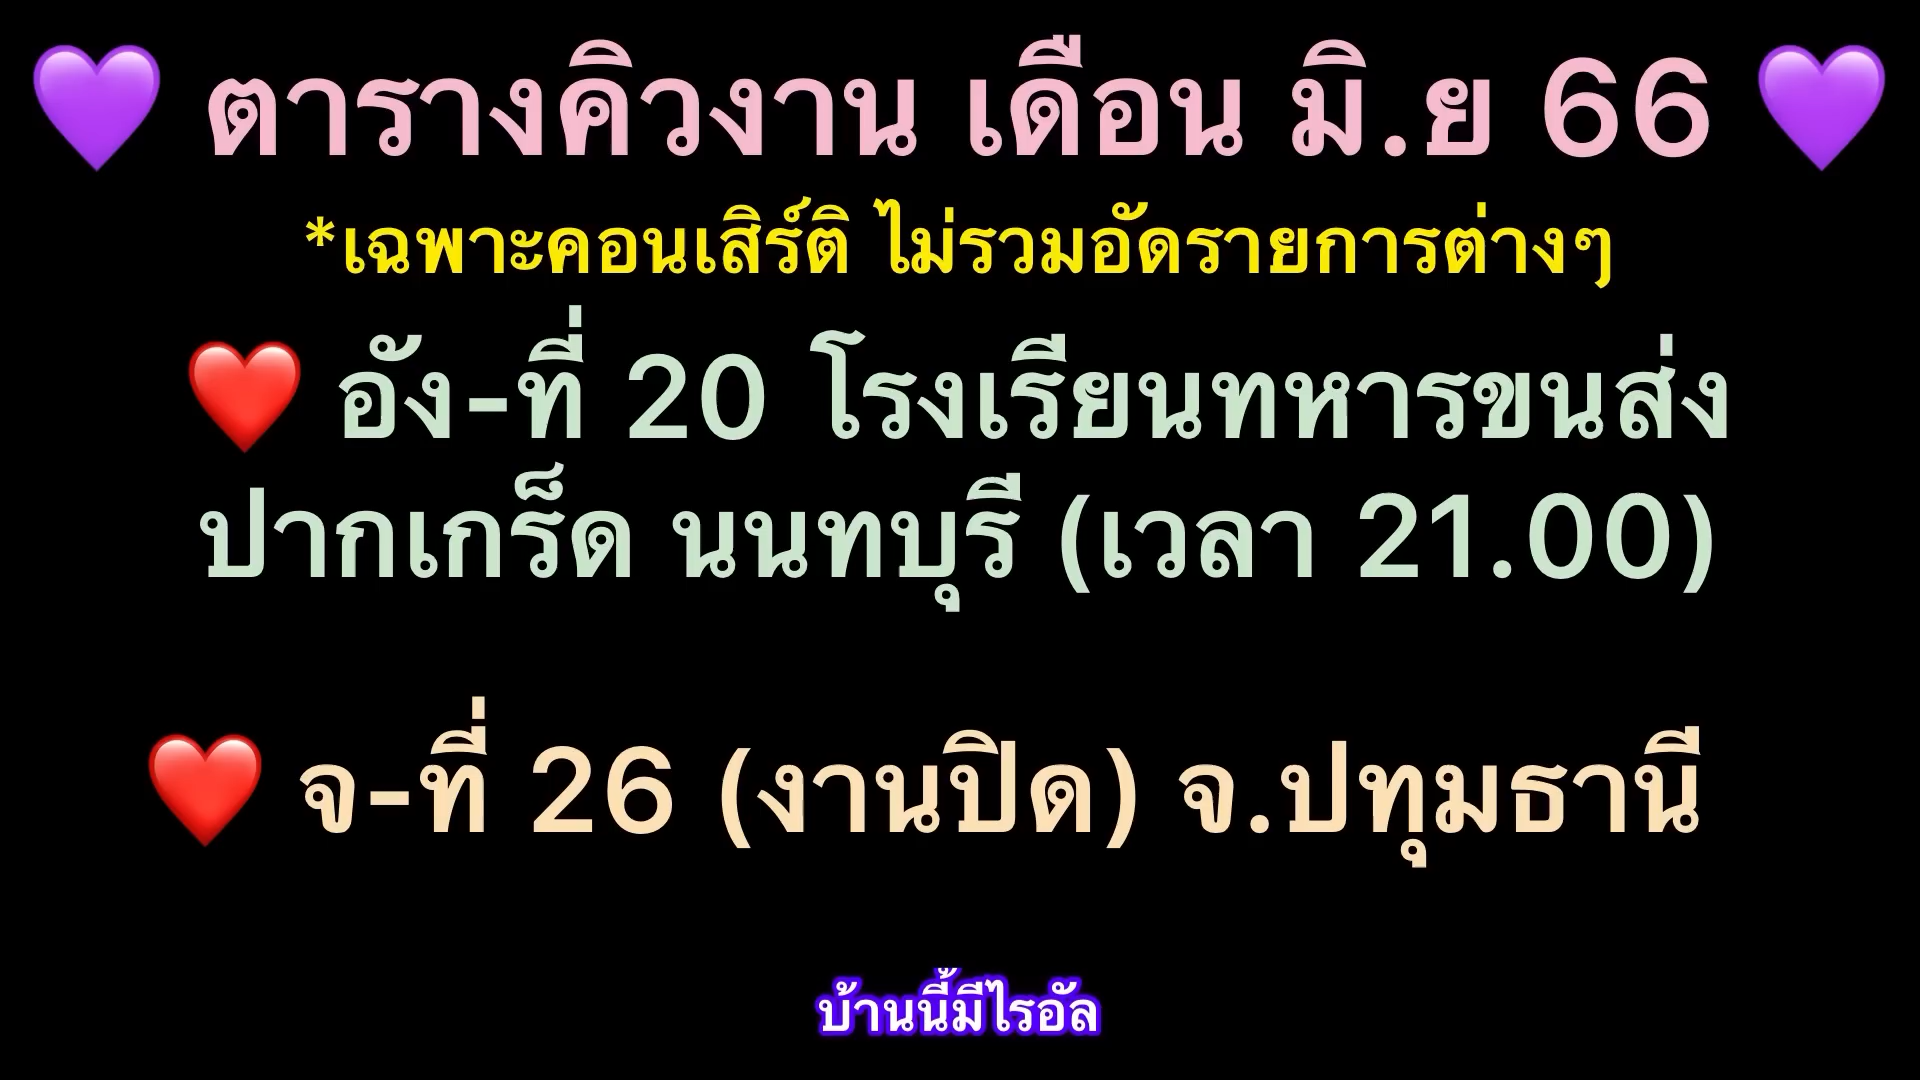 💜 ตารางคิวงาน เดือน มิ.ย 66 💜
*เฉพาะคอนเสิร์ติ ไม่รวมอัดรายการต่างๆ
❤️ อัง-ที่ 20 โรงเรียนทหารขนส่ง
ปากเกร็ด นนทบุรี (เวลา 21.00)
❤️ จ-ที่ 26 (งานปิด) จ.ปทุมธานี
บ้านนี้มีไรอัล